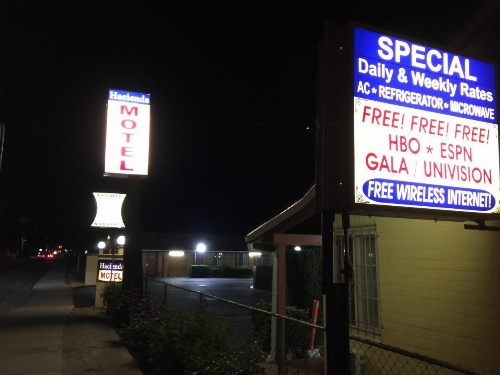 Hacienda
MOTEL
SPECIAL
Daily & Weekly Rates
AC ★ REFRIGERATOR ★ MICROWAVE
FREE! FREE! FREE!
HBO ★ ESPN
GALA / UNIVISION
FREE WIRELESS INTERNET!
Hacienda
MOTEL